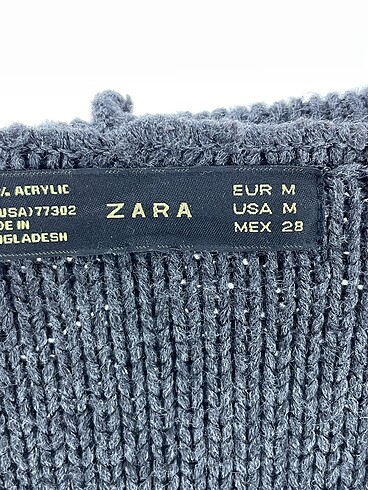 % ACRYLIC
(USA)77302
DE IN
NGLADESH
ZARA
EUR M
USA M
MEX 28